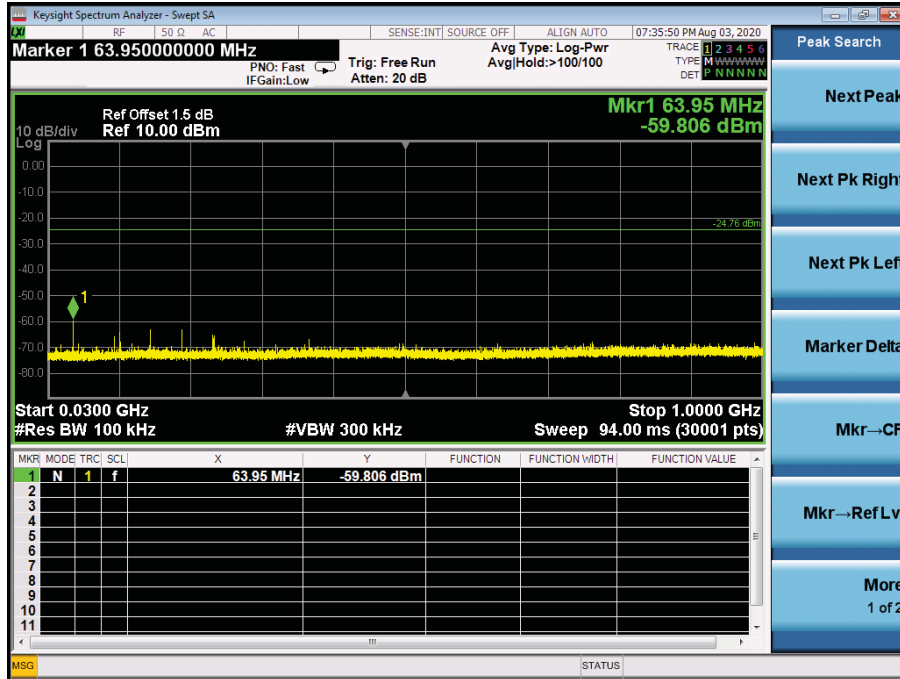 Keysight Spectrum Analyzer - Swept SA
LXI RF 50 Ω AC SENSE:INT SOURCE OFF ALIGN AUTO 07:35:50 PM Aug 03, 2020
Marker 1 63.950000000 MHz
PNO: Fast
IFGain:Low
Trig: Free Run
Atten: 20 dB
Avg Type: Log-Pwr
Avg|Hold:>100/100
TRACE 1 2 3 4 5 6
TYPE M W W W W W
DET P N N N N N
Peak Search
Next Peak
Next Pk Right
Next Pk Left
Marker Delta
Mkr→CF
Mkr→Ref Lv
More
1 of 2
Mkr1 63.95 MHz
-59.806 dBm
Ref Offset 1.5 dB
10 dB/div Ref 10.00 dBm
Log
0.00
-10.0
-20.0
-24.76 dBm
-30.0
-40.0
-50.0
1
-60.0
-70.0
-80.0
Start 0.0300 GHz Stop 1.0000 GHz
#Res BW 100 kHz #VBW 300 kHz Sweep 94.00 ms (30001 pts)
MKR MODE TRC SCL X Y FUNCTION FUNCTION WIDTH FUNCTION VALUE
1 N 1 f 63.95 MHz -59.806 dBm
2
3
4
5
6
7
8
9
10
11
MSG STATUS